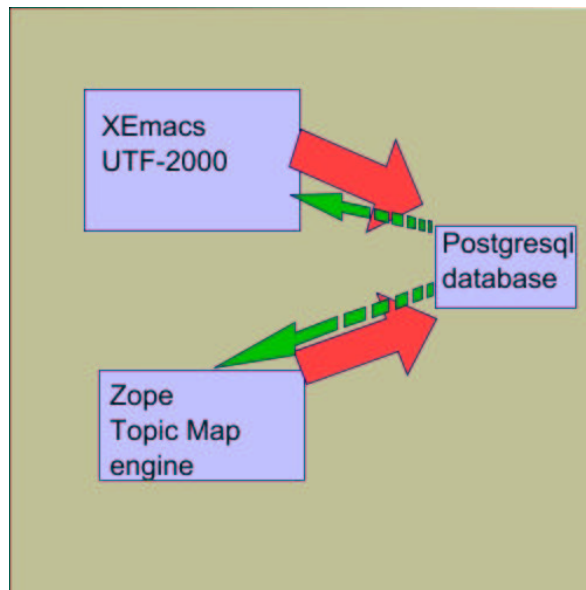 XEmacs
UTF-2000
Postgresql
database
Zope
Topic Map
engine